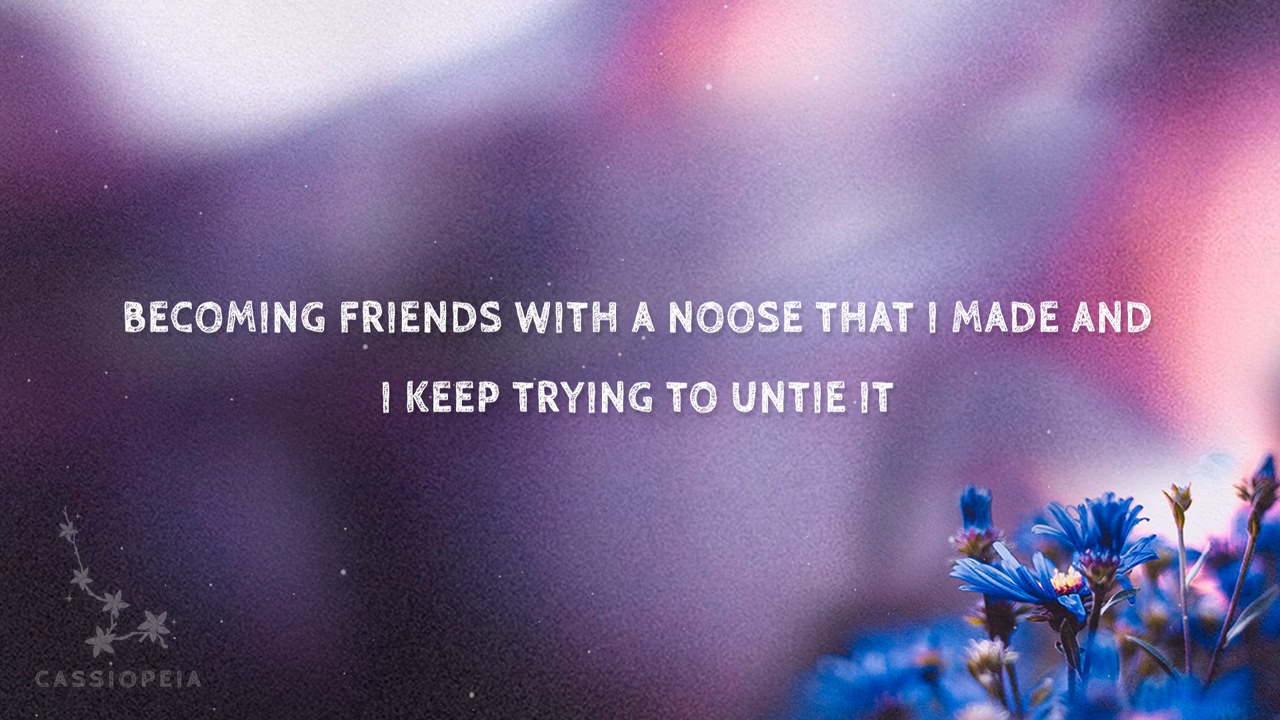 BECOMING FRIENDS WITH A NOOSE THAT I MADE AND
I KEEP TRYING TO UNTIE IT
CASSIOPEIA